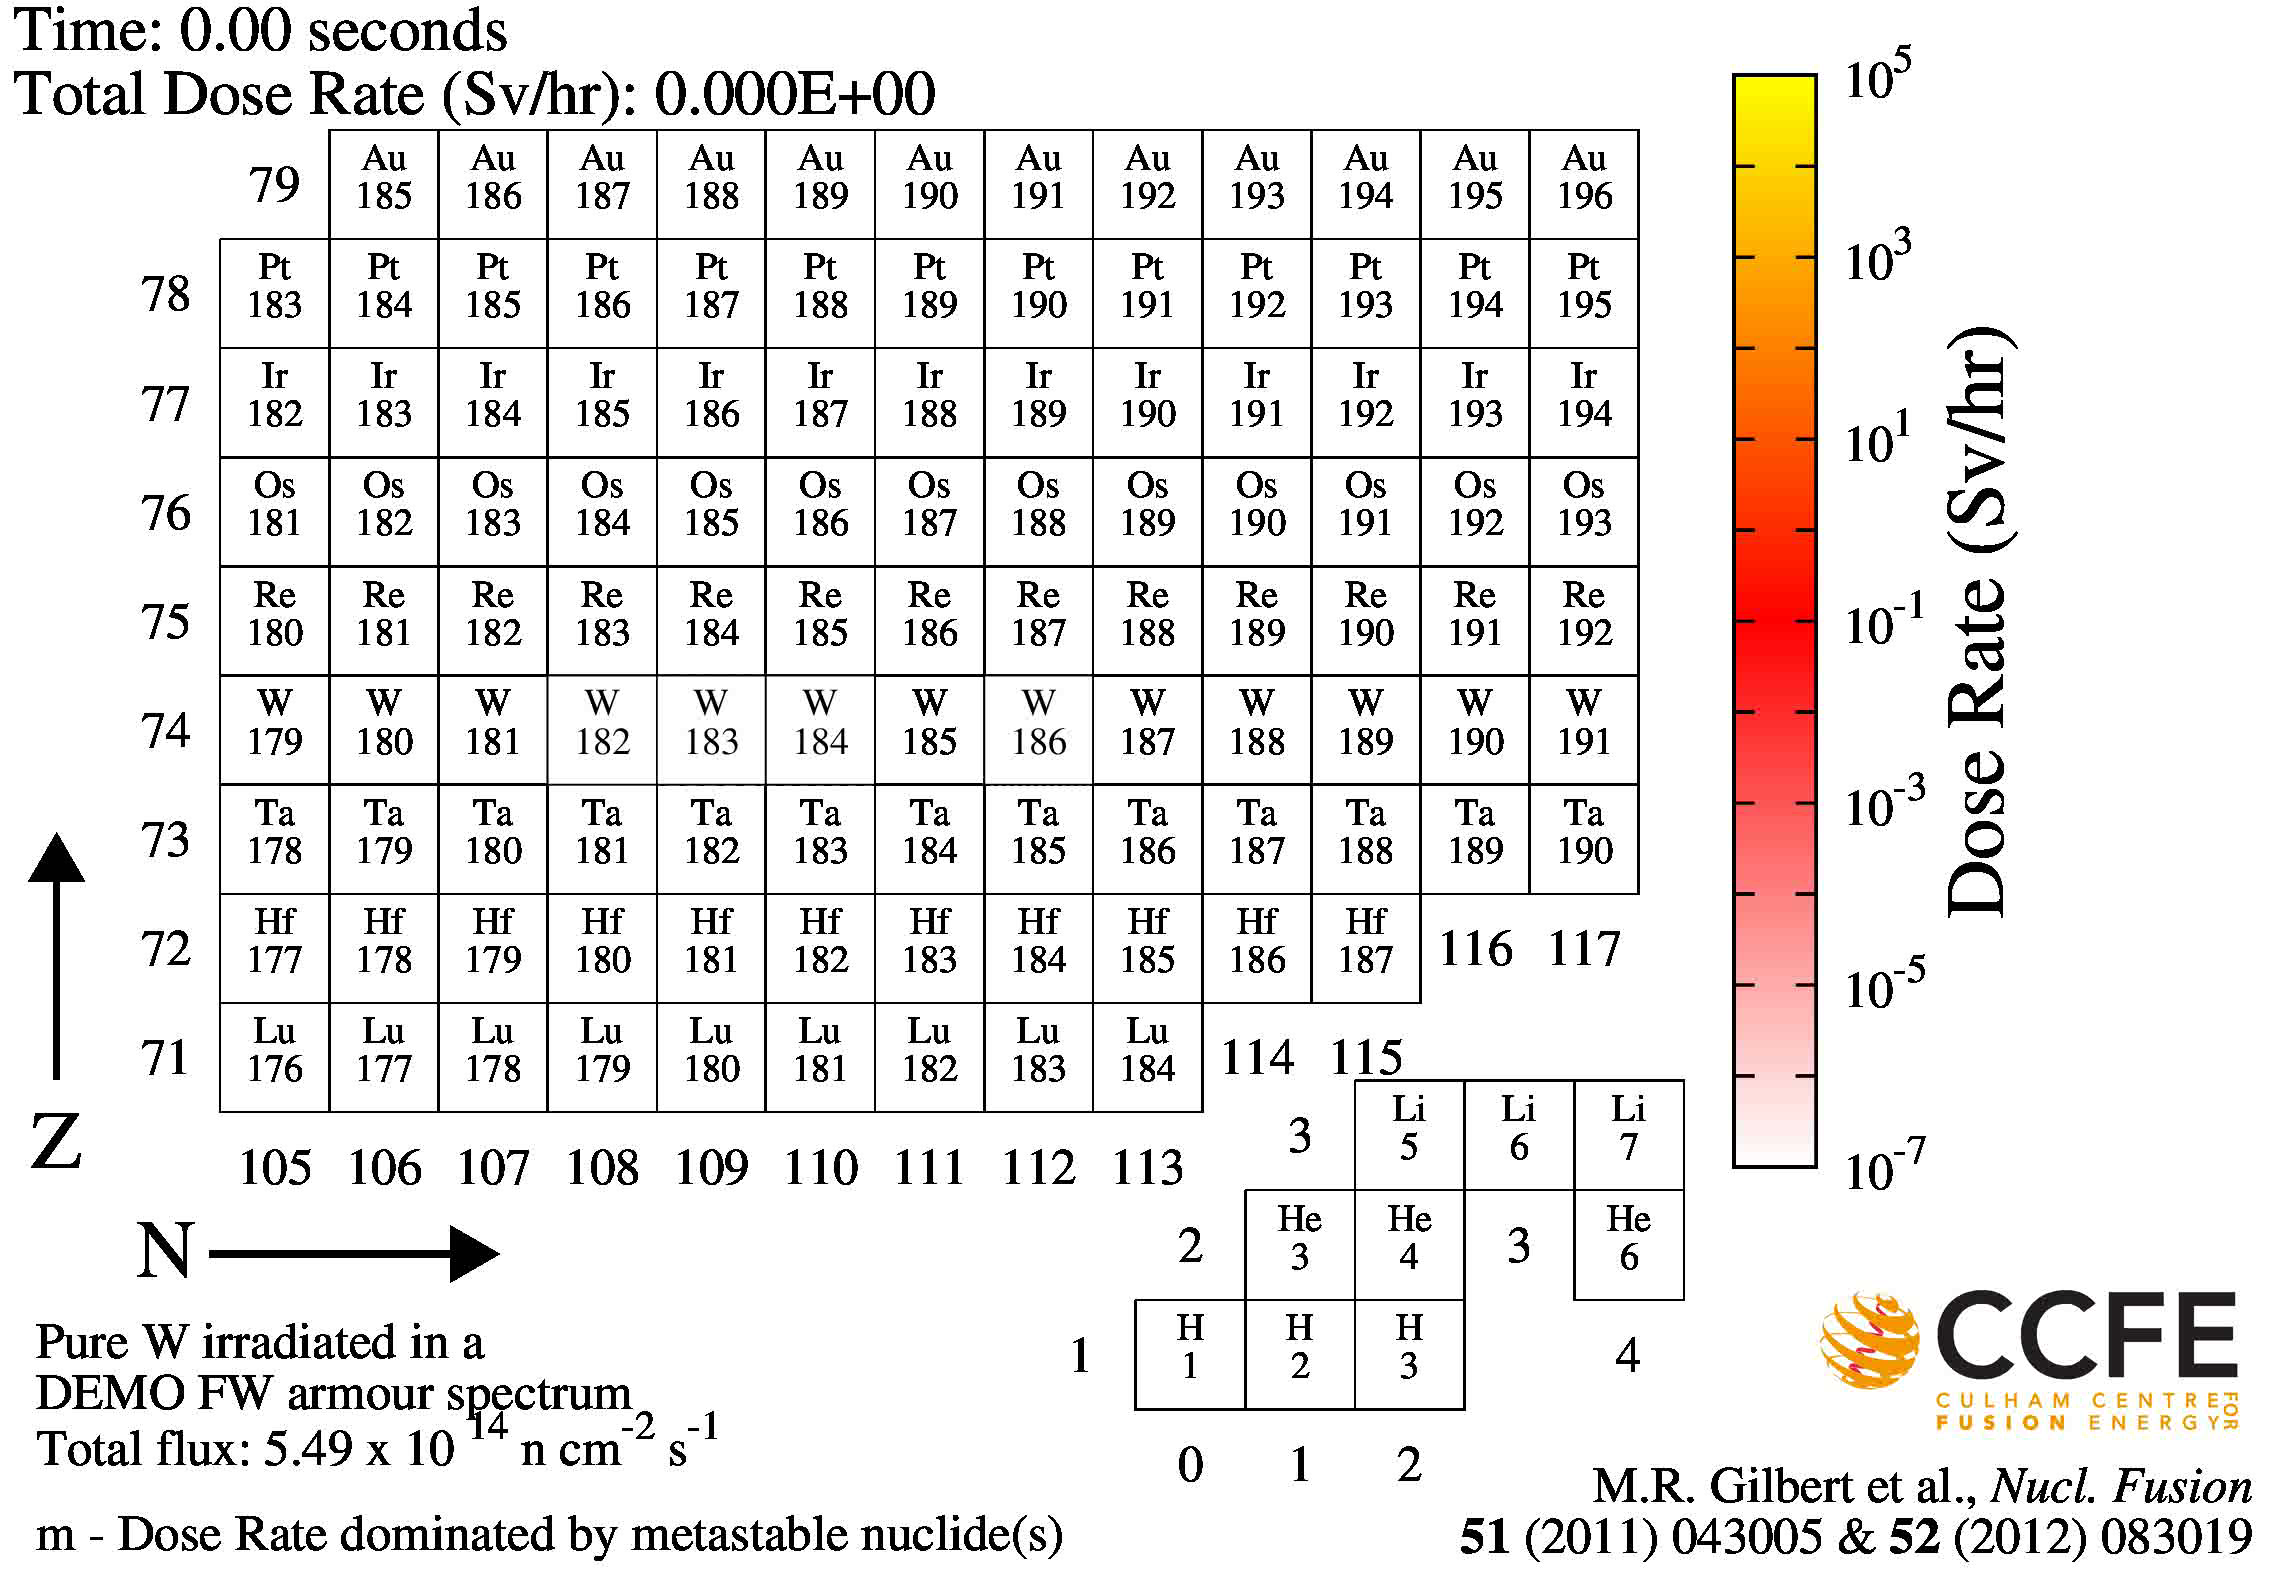 Time: 0.00 seconds
Total Dose Rate (Sv/hr): 0.000E+00
79 Au 185 Au 186 Au 187 Au 188 Au 189 Au 190 Au 191 Au 192 Au 193 Au 194 Au 195 Au 196
78 Pt 183 Pt 184 Pt 185 Pt 186 Pt 187 Pt 188 Pt 189 Pt 190 Pt 191 Pt 192 Pt 193 Pt 194 Pt 195
77 Ir 182 Ir 183 Ir 184 Ir 185 Ir 186 Ir 187 Ir 188 Ir 189 Ir 190 Ir 191 Ir 192 Ir 193 Ir 194
76 Os 181 Os 182 Os 183 Os 184 Os 185 Os 186 Os 187 Os 188 Os 189 Os 190 Os 191 Os 192 Os 193
75 Re 180 Re 181 Re 182 Re 183 Re 184 Re 185 Re 186 Re 187 Re 188 Re 189 Re 190 Re 191 Re 192
74 W 179 W 180 W 181 W 182 W 183 W 184 W 185 W 186 W 187 W 188 W 189 W 190 W 191
73 Ta 178 Ta 179 Ta 180 Ta 181 Ta 182 Ta 183 Ta 184 Ta 185 Ta 186 Ta 187 Ta 188 Ta 189 Ta 190
72 Hf 177 Hf 178 Hf 179 Hf 180 Hf 181 Hf 182 Hf 183 Hf 184 Hf 185 Hf 186 Hf 187 116 117
71 Lu 176 Lu 177 Lu 178 Lu 179 Lu 180 Lu 181 Lu 182 Lu 183 Lu 184 114 115
105 106 107 108 109 110 111 112 113
Z
N
3 Li 5 Li 6 Li 7
2 He 3 He 4 3 He 6
1 H 1 H 2 H 3 4
0 1 2
10^5
10^3
10^1
10^-1
10^-3
10^-5
10^-7
Dose Rate (Sv/hr)
Pure W irradiated in a
DEMO FW armour spectrum
Total flux: 5.49 x 10^14 n cm^-2 s^-1
m - Dose Rate dominated by metastable nuclide(s)
CCFE
CULHAM CENTRE FOR
FUSION ENERGY
M.R. Gilbert et al., Nucl. Fusion
51 (2011) 043005 & 52 (2012) 083019